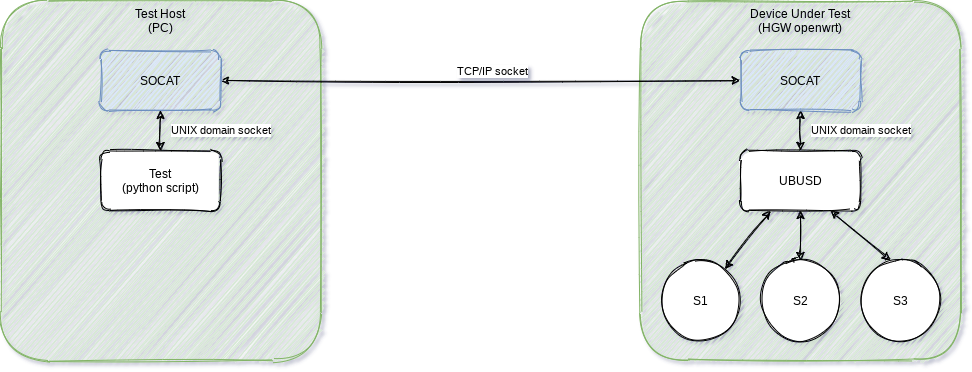 Test Host
(PC)
SOCAT
UNIX domain socket
Test
(python script)
TCP/IP socket
Device Under Test
(HGW openwrt)
SOCAT
UNIX domain socket
UBUSD
S1
S2
S3